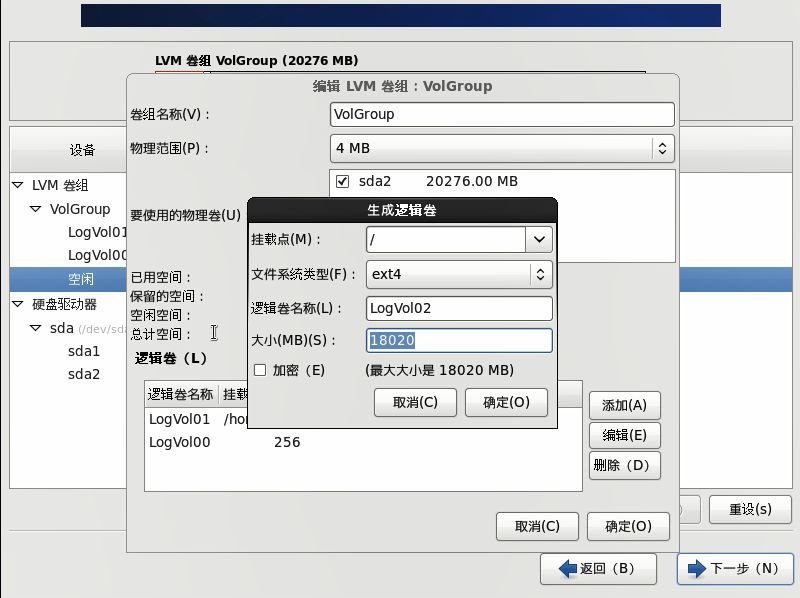 LVM 卷组 VolGroup (20276 MB)
编辑 LVM 卷组：VolGroup
卷组名称(V)：
VolGroup
物理范围(P)：
4 MB
设备
LVM 卷组
VolGroup
LogVol01
LogVol00
空闲
硬盘驱动器
sda (/dev/sda
sda1
sda2
要使用的物理卷(U)
sda2 20276.00 MB
已用空间：
保留的空间：
空闲空间：
总计空间：
逻辑卷（L）
逻辑卷名称 挂载
LogVol01 /hor
LogVol00 256
生成逻辑卷
挂载点(M)：
/
文件系统类型(F)：
ext4
逻辑卷名称(L)：
LogVol02
大小(MB)(S)：
18020
加密（E） (最大大小是 18020 MB)
取消(C) 确定(O)
添加(A)
编辑(E)
删除（D）
重设(s)
取消(C) 确定(O)
返回（B） 下一步（N）